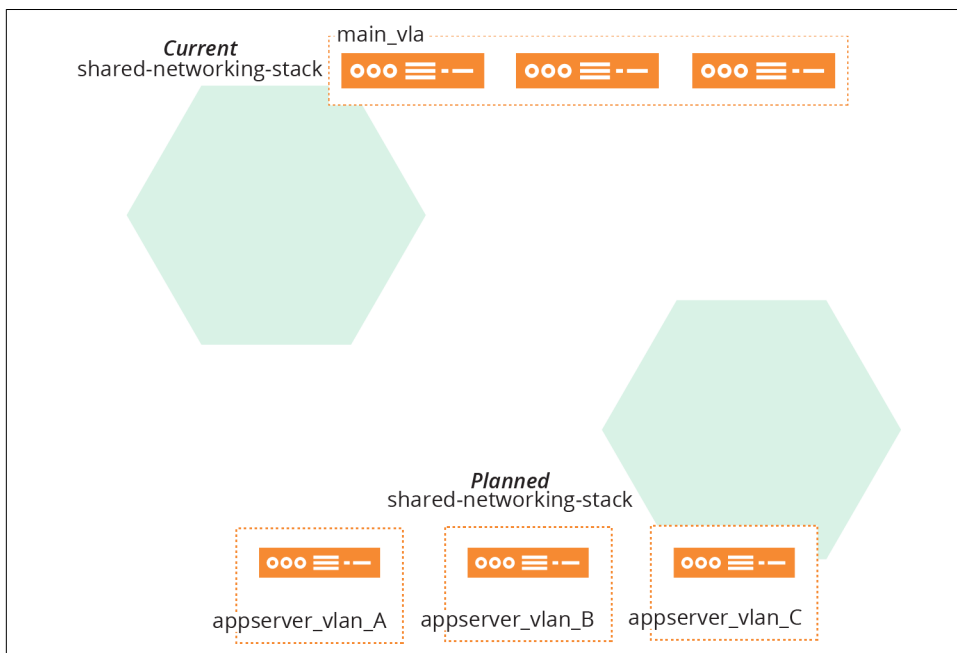 main_vla
Current
shared-networking-stack
Planned
shared-networking-stack
appserver_vlan_A
appserver_vlan_B
appserver_vlan_C